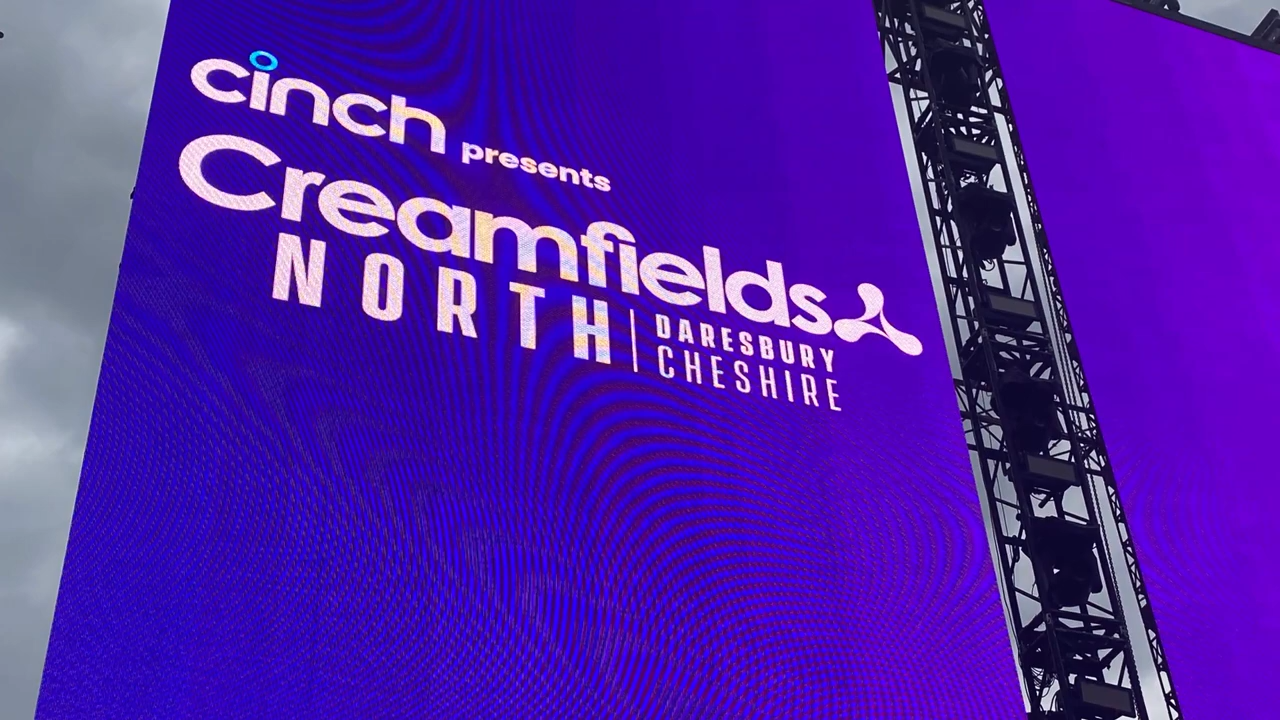 cinch presents
Creamfields
NORTH
DARESBURY
CHESHIRE